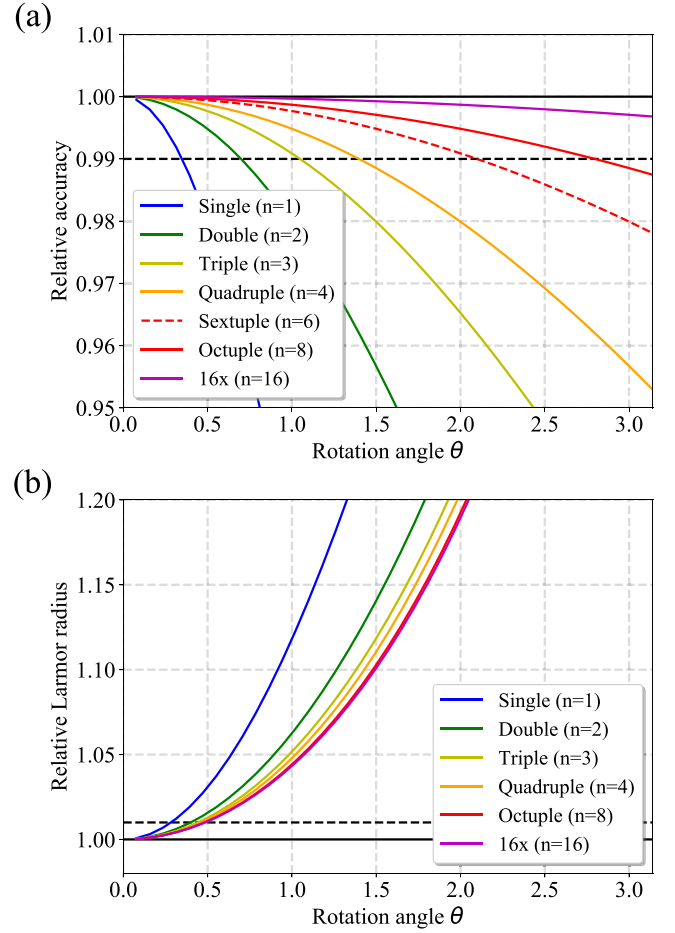 (a)
1.01
1.00
0.99
0.98
0.97
0.96
0.95
Relative accuracy
Single (n=1)
Double (n=2)
Triple (n=3)
Quadruple (n=4)
Sextuple (n=6)
Octuple (n=8)
16x (n=16)
0.0 0.5 1.0 1.5 2.0 2.5 3.0
Rotation angle θ
(b)
1.20
1.15
1.10
1.05
1.00
Relative Larmor radius
Single (n=1)
Double (n=2)
Triple (n=3)
Quadruple (n=4)
Octuple (n=8)
16x (n=16)
0.0 0.5 1.0 1.5 2.0 2.5 3.0
Rotation angle θ